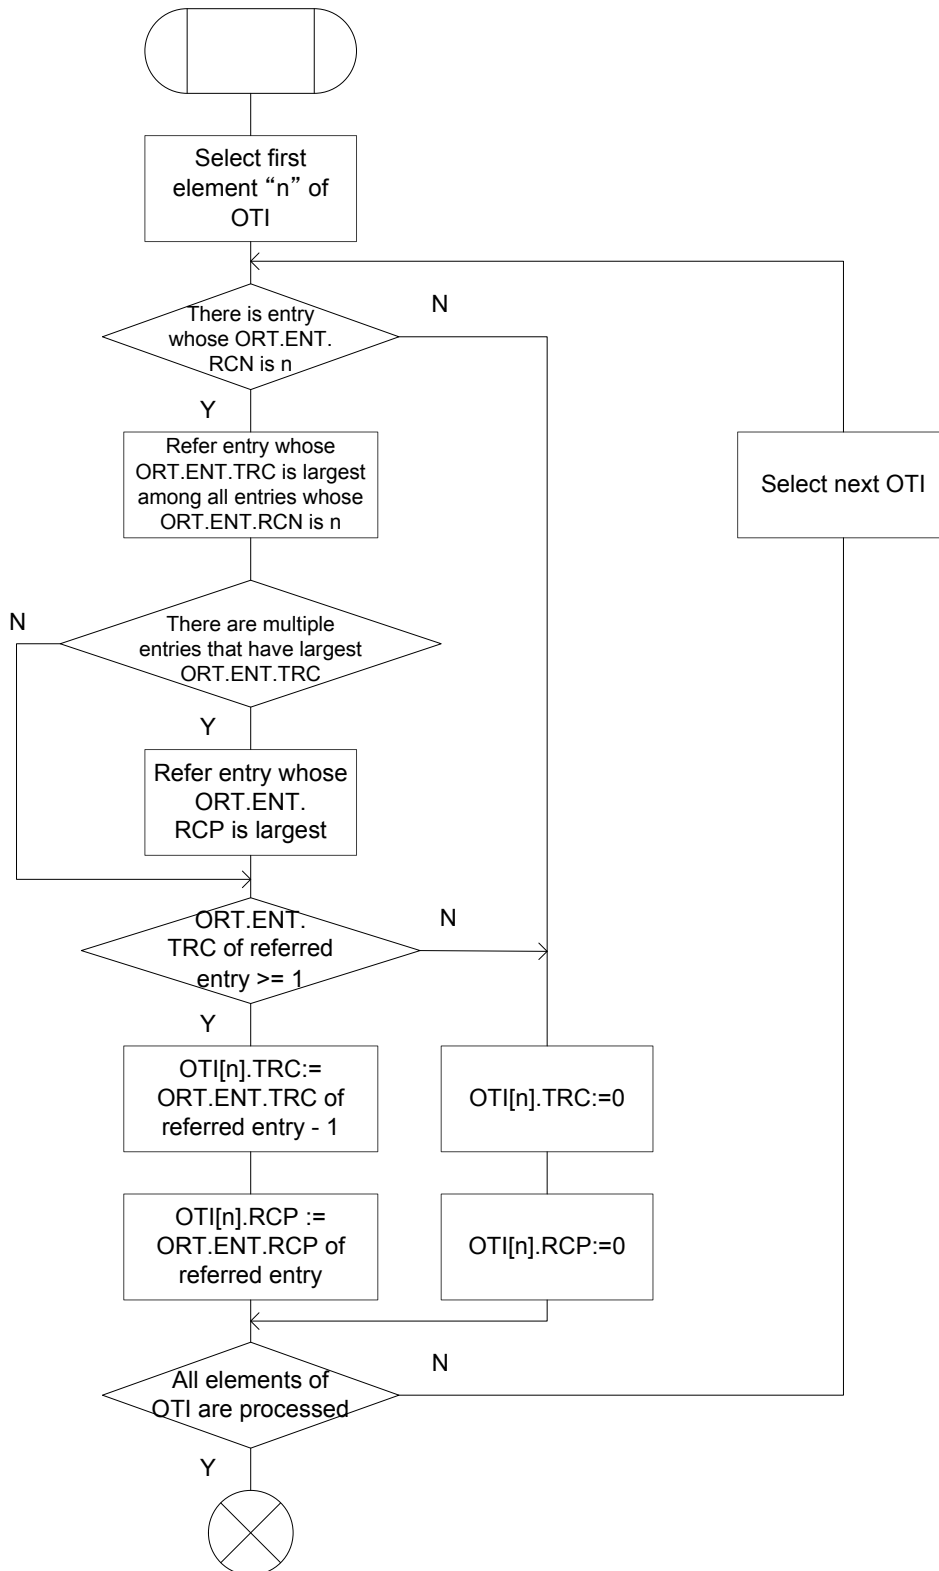 Select first
element “n” of
OTI
There is entry
whose ORT.ENT.
RCN is n
N
Y
Refer entry whose
ORT.ENT.TRC is largest
among all entries whose
ORT.ENT.RCN is n
Select next OTI
N
There are multiple
entries that have largest
ORT.ENT.TRC
Y
Refer entry whose
ORT.ENT.
RCP is largest
ORT.ENT.
TRC of referred
entry >= 1
N
Y
OTI[n].TRC:=
ORT.ENT.TRC of
referred entry - 1
OTI[n].TRC:=0
OTI[n].RCP :=
ORT.ENT.RCP of
referred entry
OTI[n].RCP:=0
All elements of
OTI are processed
N
Y